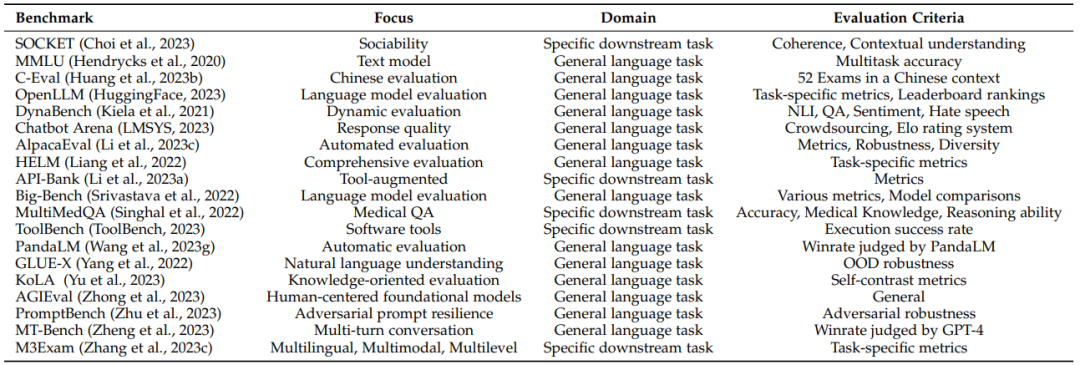 Benchmark Focus Domain Evaluation Criteria
SOCKET (Choi et al., 2023) Sociability Specific downstream task Coherence, Contextual understanding
MMLU (Hendrycks et al., 2020) Text model General language task Multitask accuracy
C-Eval (Huang et al., 2023b) Chinese evaluation General language task 52 Exams in a Chinese context
OpenLLM (HuggingFace, 2023) Language model evaluation General language task Task-specific metrics, Leaderboard rankings
DynaBench (Kiela et al., 2021) Dynamic evaluation General language task NLI, QA, Sentiment, Hate speech
Chatbot Arena (LMSYS, 2023) Response quality General language task Crowdsourcing, Elo rating system
AlpacaEval (Li et al., 2023c) Automated evaluation General language task Metrics, Robustness, Diversity
HELM (Liang et al., 2022) Comprehensive evaluation General language task Task-specific metrics
API-Bank (Li et al., 2023a) Tool-augmented Specific downstream task Metrics
Big-Bench (Srivastava et al., 2022) Language model evaluation General language task Various metrics, Model comparisons
MultiMedQA (Singhal et al., 2022) Medical QA Specific downstream task Accuracy, Medical Knowledge, Reasoning ability
ToolBench (ToolBench, 2023) Software tools Specific downstream task Execution success rate
PandaLM (Wang et al., 2023g) Automatic evaluation General language task Winrate judged by PandaLM
GLUE-X (Yang et al., 2022) Natural language understanding General language task OOD robustness
KoLA (Yu et al., 2023) Knowledge-oriented evaluation General language task Self-contrast metrics
AGIEval (Zhong et al., 2023) Human-centered foundational models General language task General
PromptBench (Zhu et al., 2023) Adversarial prompt resilience General language task Adversarial robustness
MT-Bench (Zheng et al., 2023) Multi-turn conversation General language task Winrate judged by GPT-4
M3Exam (Zhang et al., 2023c) Multilingual, Multimodal, Multilevel Specific downstream task Task-specific metrics